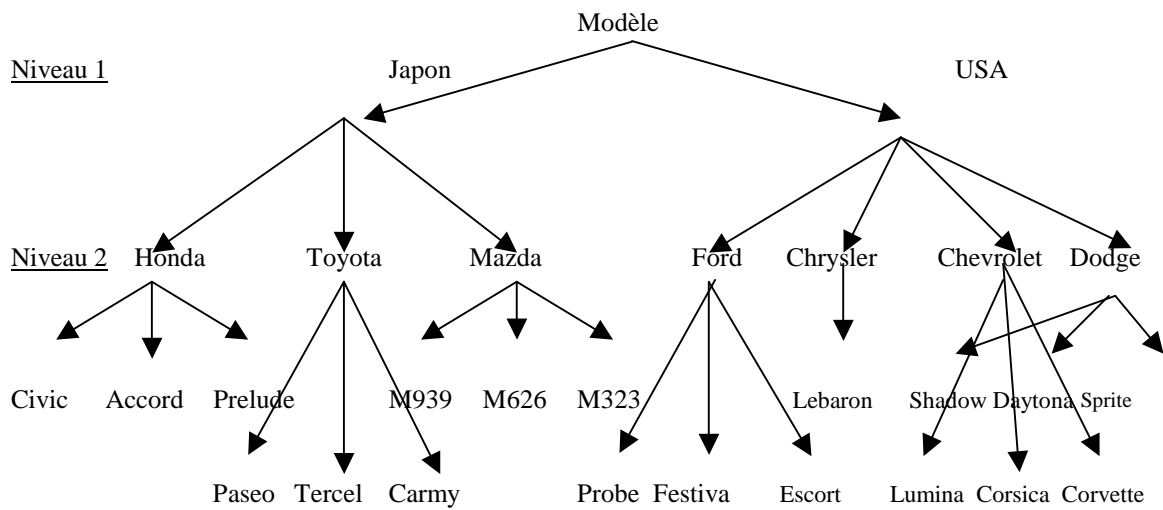 Modèle
Niveau 1 Japon USA
Niveau 2 Honda Toyota Mazda Ford Chrysler Chevrolet Dodge
Civic Accord Prelude M939 M626 M323 Lebaron Shadow Daytona Sprite
Paseo Tercel Carmy Probe Festiva Escort Lumina Corsica Corvette